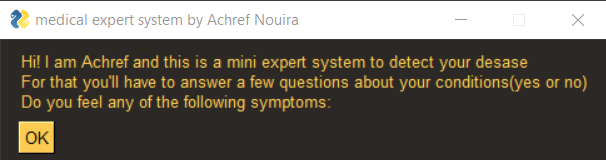 medical expert system by Achref Nouira
Hi! I am Achref and this is a mini expert system to detect your desase
For that you'll have to answer a few questions about your conditions(yes or no)
Do you feel any of the following symptoms:
OK